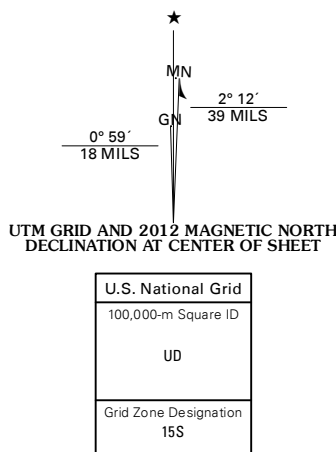 ★
MN
GN
2° 12´
39 MILS
0° 59´
18 MILS
UTM GRID AND 2012 MAGNETIC NORTH
DECLINATION AT CENTER OF SHEET
U.S. National Grid
100,000-m Square ID
UD
Grid Zone Designation
15S